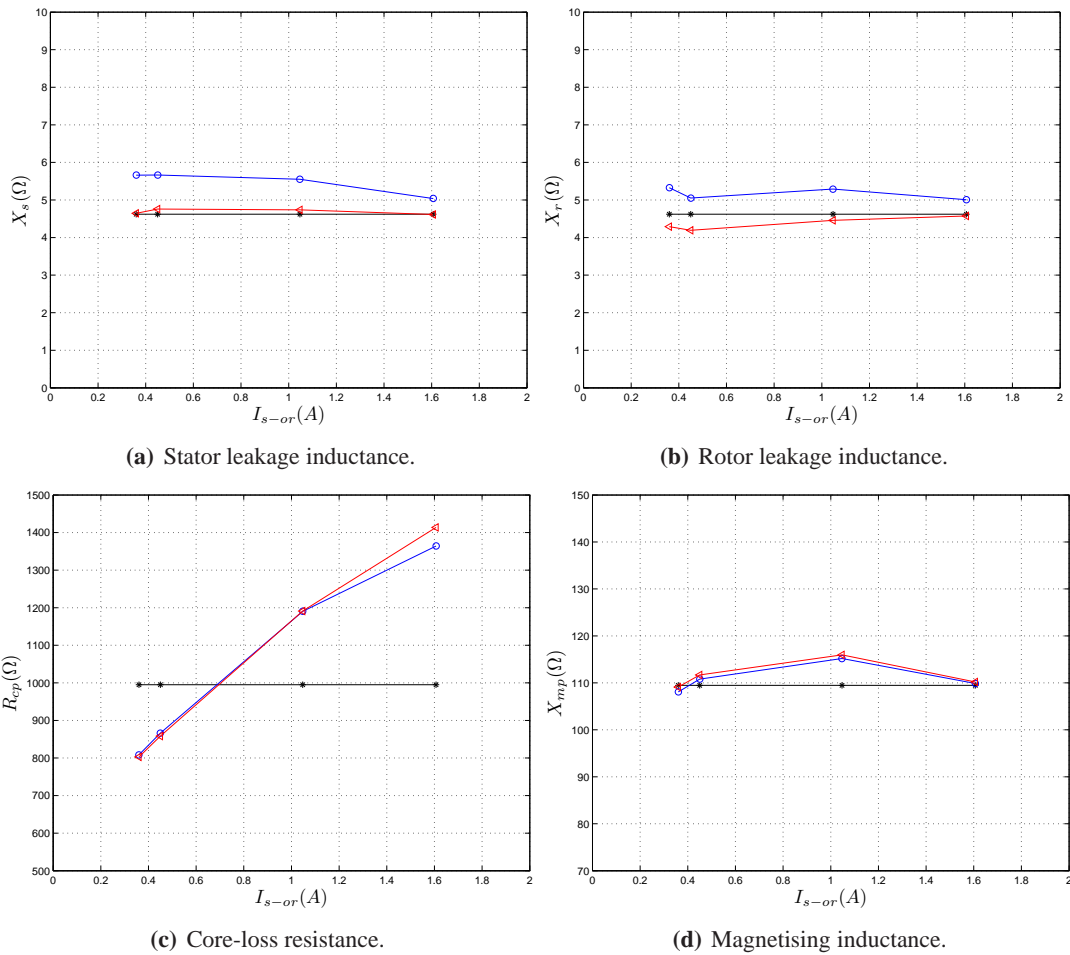 10
9
8
7
6
5
4
3
2
1
0
X_s(Ω)
0 0.2 0.4 0.6 0.8 1 1.2 1.4 1.6 1.8 2
I_{s−or}(A)
(a) Stator leakage inductance.
10
9
8
7
6
5
4
3
2
1
0
X_r(Ω)
0 0.2 0.4 0.6 0.8 1 1.2 1.4 1.6 1.8 2
I_{s−or}(A)
(b) Rotor leakage inductance.
1500
1400
1300
1200
1100
1000
900
800
700
600
500
R_{cp}(Ω)
0 0.2 0.4 0.6 0.8 1 1.2 1.4 1.6 1.8 2
I_{s−or}(A)
(c) Core-loss resistance.
150
140
130
120
110
100
90
80
70
X_{mp}(Ω)
0 0.2 0.4 0.6 0.8 1 1.2 1.4 1.6 1.8 2
I_{s−or}(A)
(d) Magnetising inductance.